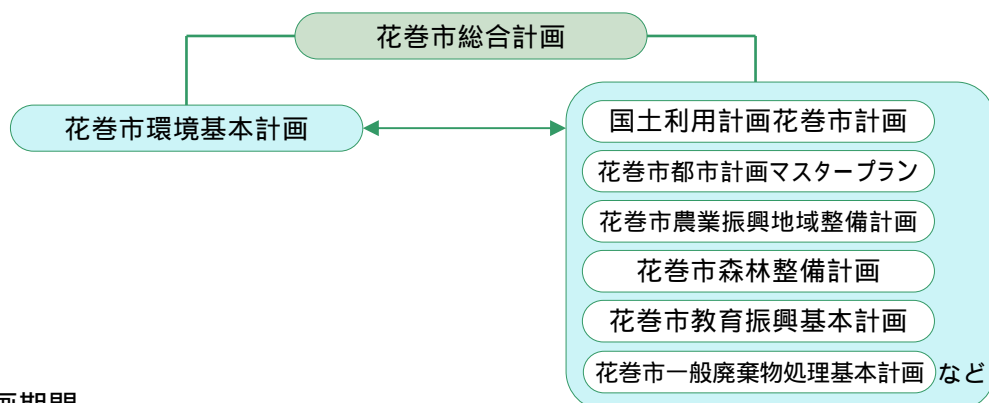 花巻市総合計画
花巻市環境基本計画
国土利用計画花巻市計画
花巻市都市計画マスタープラン
花巻市農業振興地域整備計画
花巻市森林整備計画
花巻市教育振興基本計画
花巻市一般廃棄物処理基本計画 など
画期間